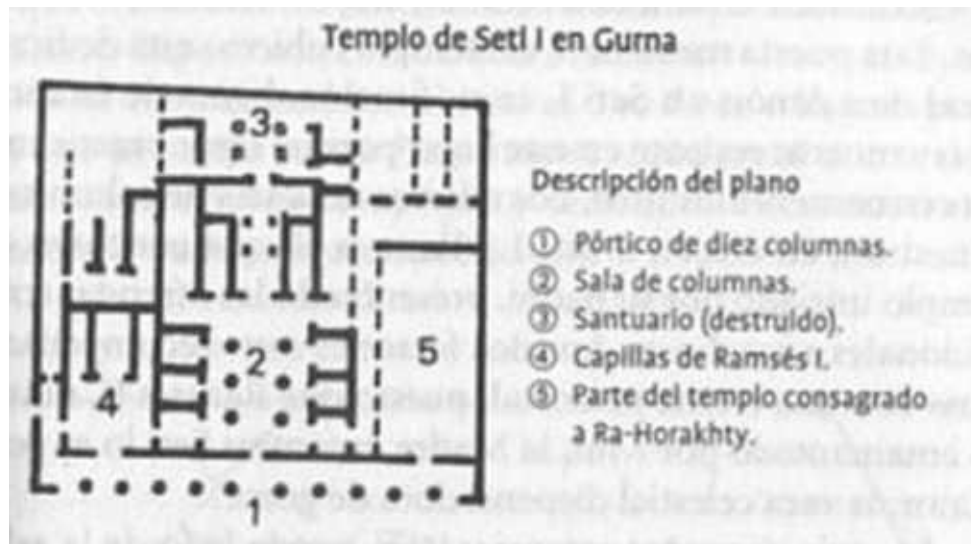 Templo de Seti I en Gurna
3
2
5
4
1
Descripción del plano
① Pórtico de diez columnas.
② Sala de columnas.
③ Santuario (destruido).
④ Capillas de Ramsés I.
⑤ Parte del templo consagrado
a Ra-Horakhty.